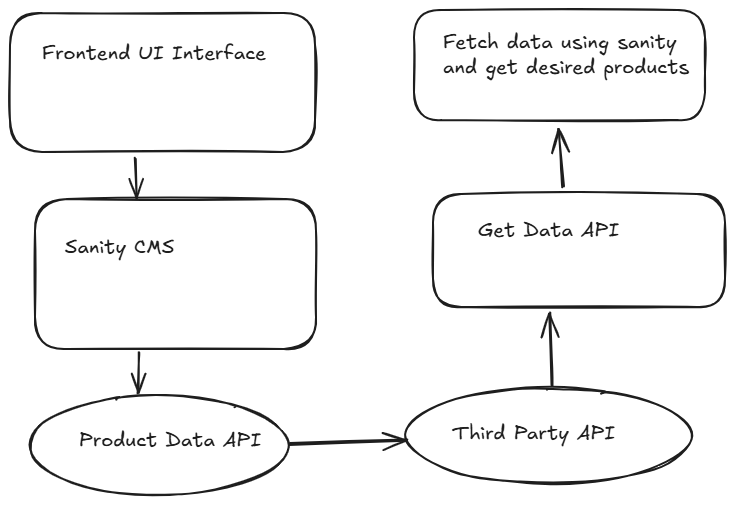 Frontend UI Interface
Sanity CMS
Product Data API
Third Party API
Get Data API
Fetch data using sanity
and get desired products